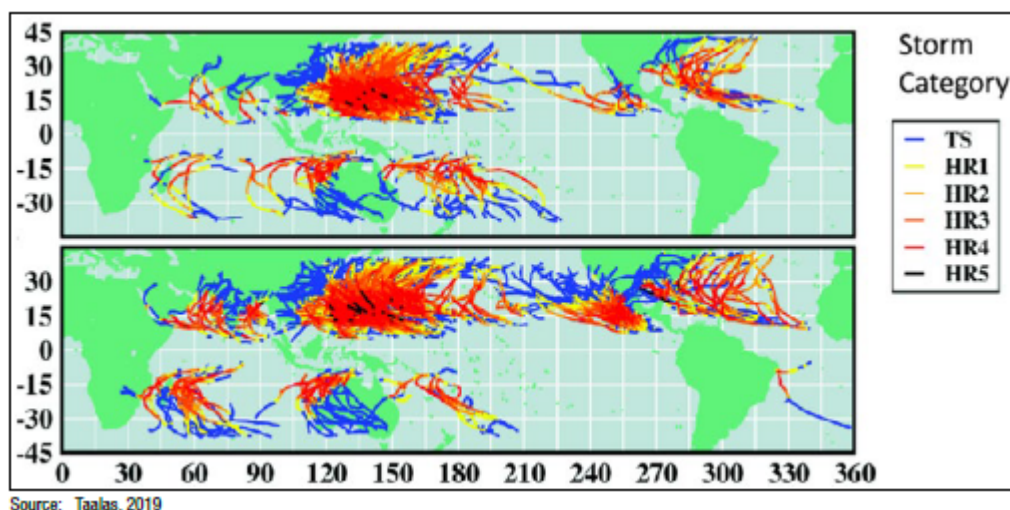 45
30
15
0
-15
-30
30
15
0
-15
-30
-45
0 30 60 90 120 150 180 210 240 270 300 330 360
Storm
Category
TS
HR1
HR2
HR3
HR4
HR5
Source: Taalas, 2019